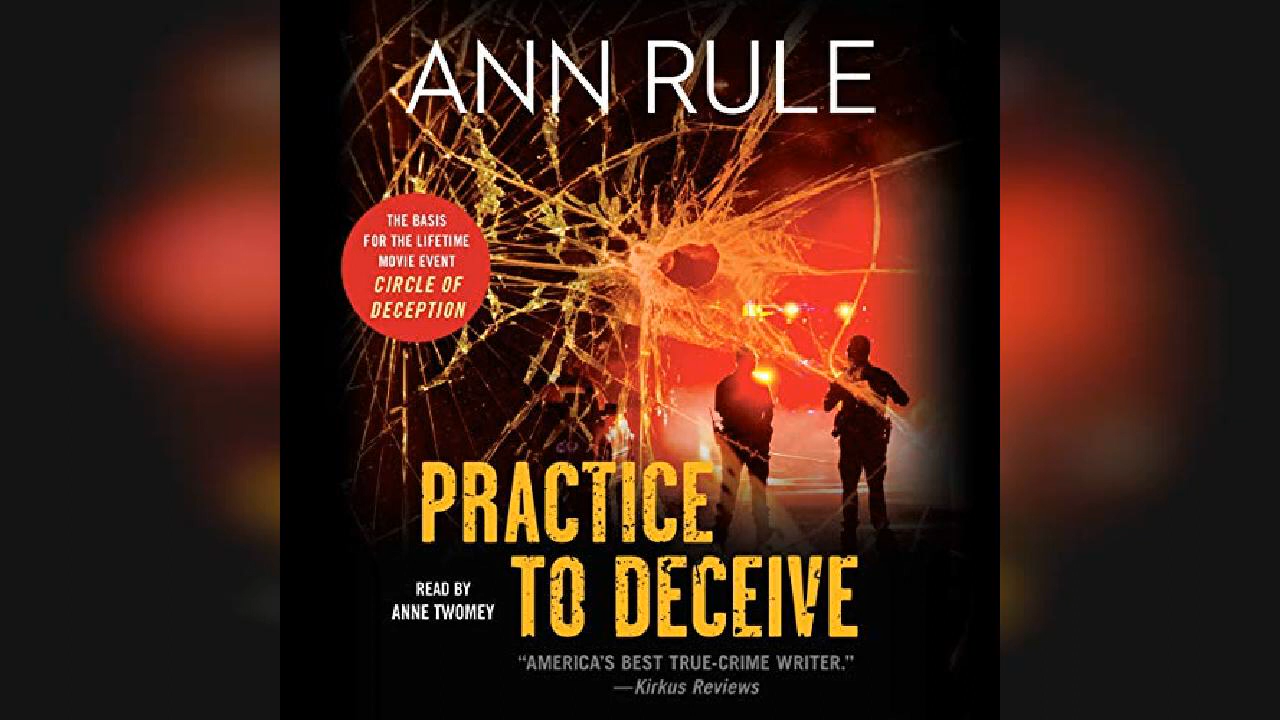 ANN RULE
THE BASIS
FOR THE LIFETIME
MOVIE EVENT
CIRCLE OF
DECEPTION
PRACTICE
TO DECEIVE
READ BY
ANNE TWOMEY
“AMERICA’S BEST TRUE-CRIME WRITER.”
—Kirkus Reviews